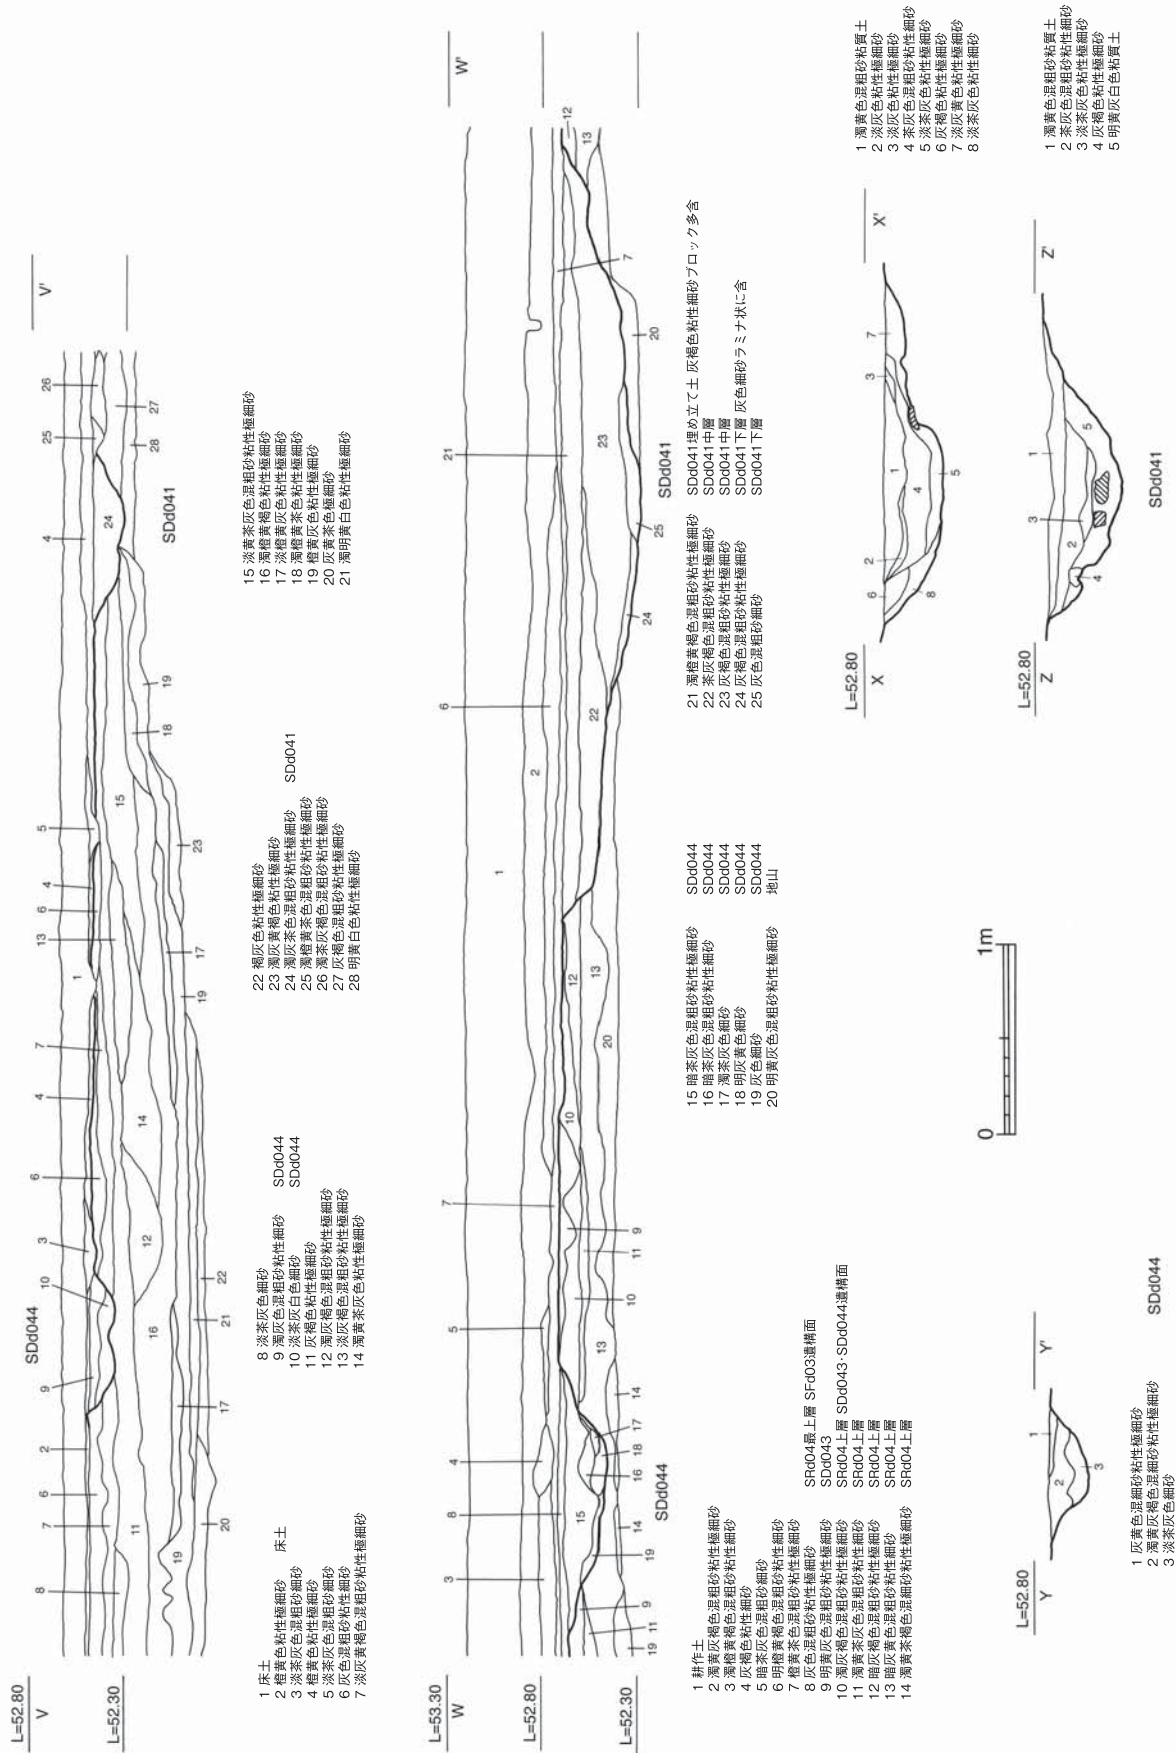 L=52.80
V
V'
L=52.30
SDd044
SDd041
1 床土
2 橙黄色粘性極細砂　床土
3 淡茶灰色混粗砂細砂
4 橙黄色粘性極細砂
5 淡茶灰色混粗砂細砂
6 灰色混粗砂粘性細砂
7 淡灰黄褐色混粗砂粘性極細砂
8 淡茶灰色細砂
9 濁灰色混粗砂粘性細砂　SDd044
10 淡茶灰白色細砂　SDd044
11 灰褐色粘性極細砂
12 濁灰褐色混粗砂粘性極細砂
13 淡灰褐色混粗砂粘性極細砂
14 濁黄茶灰色粘性極細砂
15 淡黄茶灰色混粗砂粘性極細砂
16 濁橙黄褐色粘性極細砂
17 淡橙黄灰色粘性極細砂
18 濁橙黄茶色粘性極細砂
19 橙黄灰色粘性極細砂
20 灰黄茶色極細砂
21 濁明黄白色粘性極細砂
22 褐灰色粘性極細砂
23 濁灰黄褐色粘性極細砂
24 濁灰茶色混粗砂粘性極細砂　SDd041
25 濁橙黄茶色混粗砂粘性極細砂
26 濁茶灰褐色混粗砂粘性極細砂
27 灰褐色混粗砂粘性極細砂
28 明黄白色粘性極細砂
L=53.30
W
W'
L=52.80
L=52.30
SDd044
SDd041
1 耕作土
2 濁黄灰褐色混粗砂粘性極細砂
3 濁橙黄褐色混粗砂粘性極細砂
4 灰褐色粘性細砂
5 暗茶灰色混粗砂細砂
6 明橙黄褐色混粗砂粘性細砂
7 橙黄茶色混粗砂粘性極細砂
8 灰色混粗砂粘性極細砂　SRd04最上層 SFd03遺構面
9 明黄灰色混粗砂粘性細砂　SDd043
10 濁灰褐色混粗砂粘性極細砂　SRd04上層 SDd043・SDd044遺構面
11 濁黄茶灰色混粗砂粘性細砂　SRd04上層
12 暗灰褐色混粗砂粘性極細砂　SRd04上層
13 暗灰黄色混粗砂粘性細砂　SRd04上層
14 濁黄茶褐色混細砂粘性極細砂　SRd04上層
15 暗茶灰色混粗砂粘性極細砂　SDd044
16 暗茶灰色混粗砂粘性細砂　SDd044
17 濁茶灰色細砂　SDd044
18 明灰黄色細砂　SDd044
19 灰色細砂　SDd044
20 明黄灰色混粗砂粘性極細砂　地山
21 濁橙黄褐色混粗砂粘性極細砂　SDd041埋め立て土 灰褐色粘性細砂ブロック多含
22 茶灰褐色混粗砂粘性極細砂　SDd041中層
23 灰褐色混粗砂粘性細砂　SDd041中層
24 灰褐色混粗砂粘性極細砂　SDd041下層 灰色細砂ラミナ状に含
25 灰色混粗砂細砂　SDd041下層
L=52.80
X
X'
1 濁黄色混粗砂粘質土
2 淡灰色粘性極細砂
3 淡灰色粘性極細砂
4 茶灰色混粗砂粘性細砂
5 淡茶灰色粘性極細砂
6 灰褐色粘性極細砂
7 淡灰黄色粘性極細砂
8 淡茶灰色粘性細砂
L=52.80
Z
Z'
SDd041
1 濁黄色混粗砂粘質土
2 茶灰色混粗砂粘性細砂
3 淡茶灰色粘性極細砂
4 灰褐色粘性極細砂
5 明黄灰白色粘質土
0
1m
L=52.80
Y
Y'
SDd044
1 灰黄色混細砂粘性極細砂
2 濁黄灰褐色混細砂粘性極細砂
3 淡茶灰色細砂